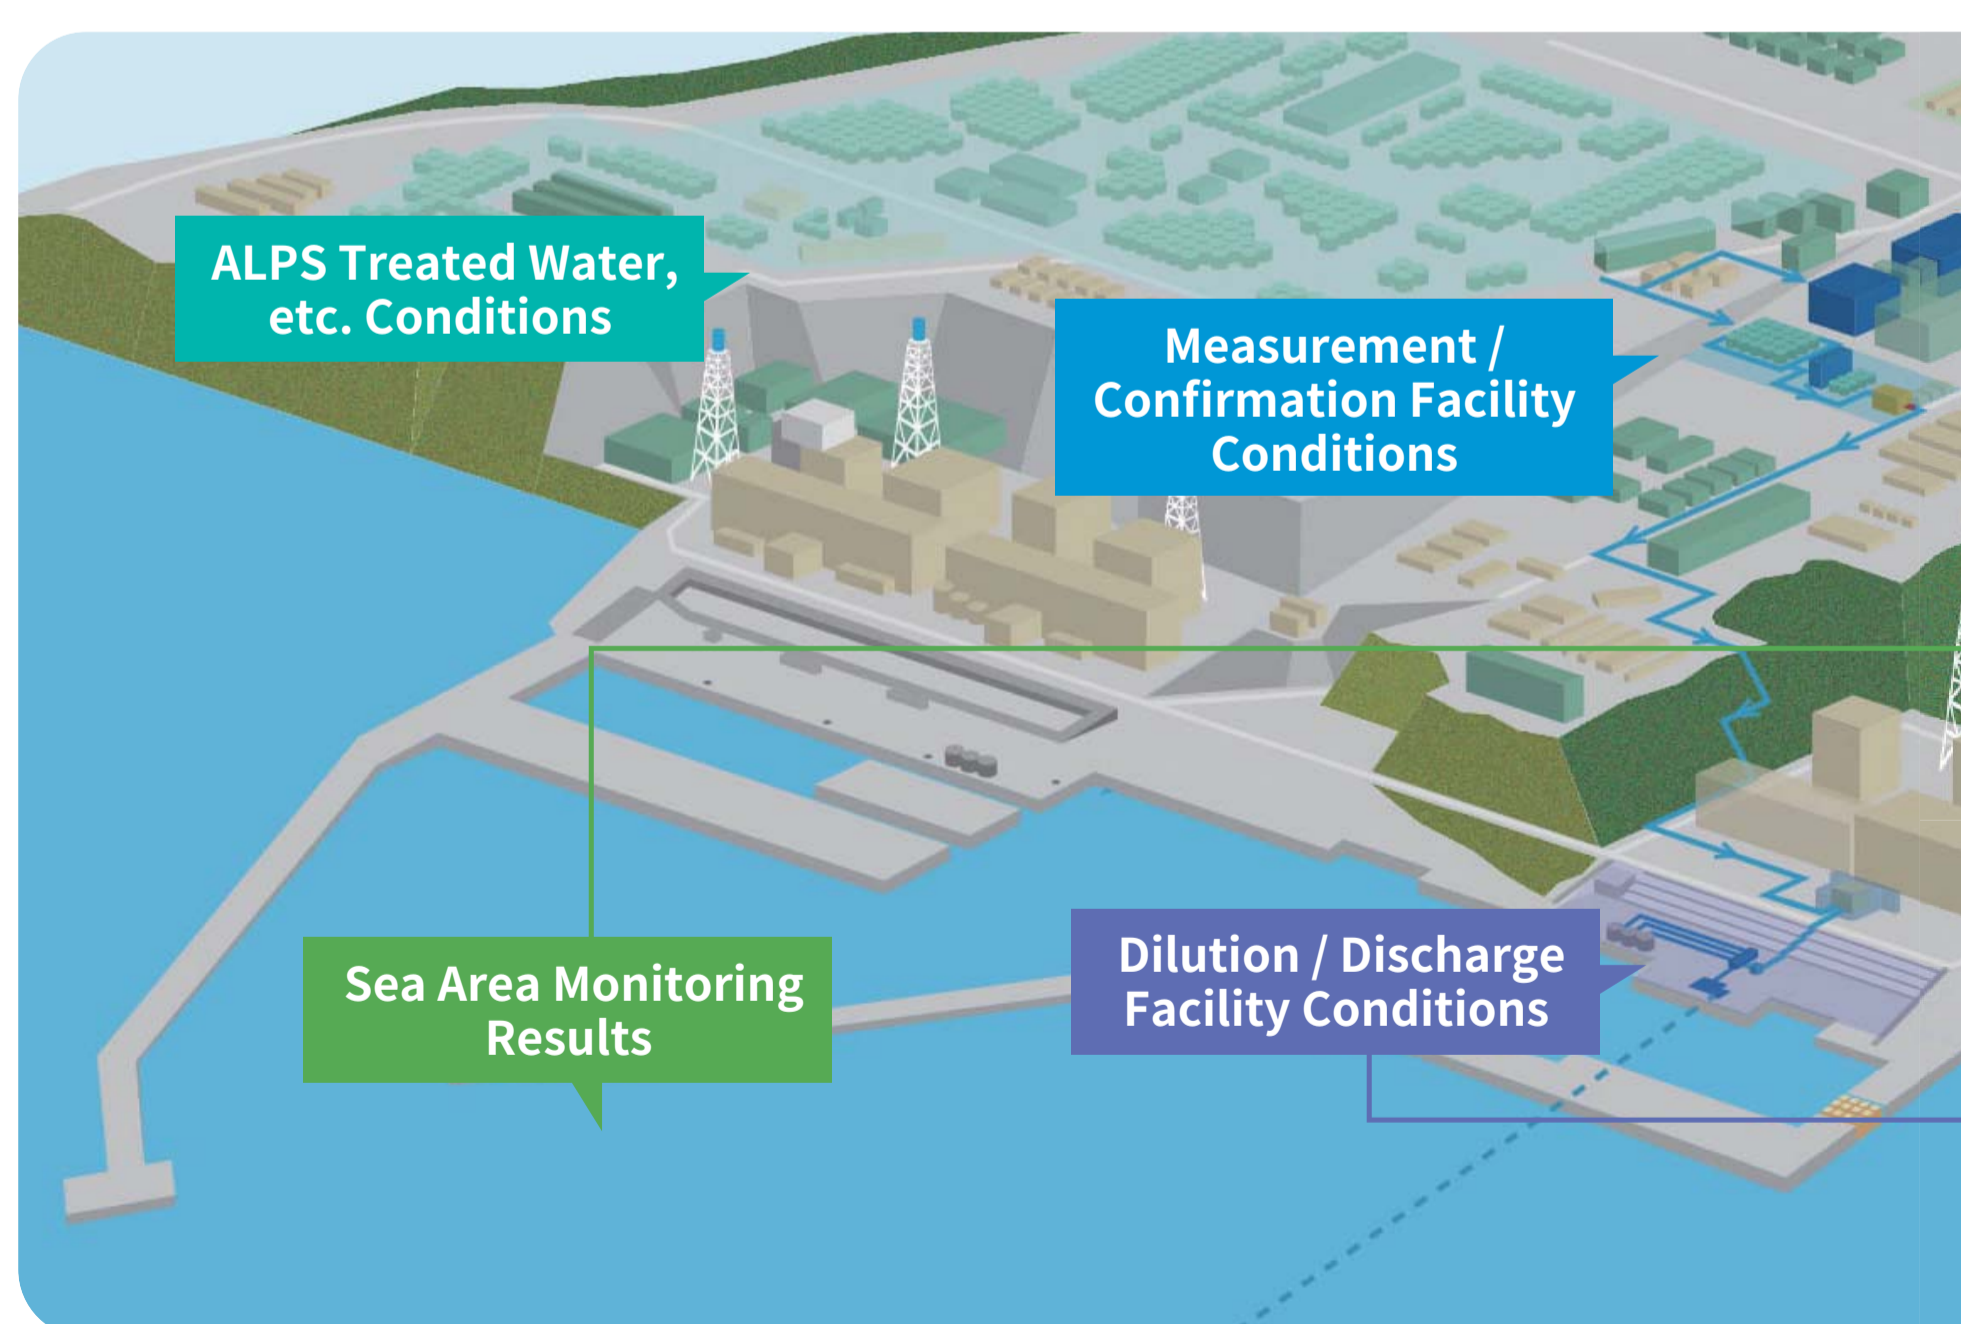 ALPS Treated Water,
etc. Conditions
Measurement /
Confirmation Facility
Conditions
Sea Area Monitoring
Results
Dilution / Discharge
Facility Conditions